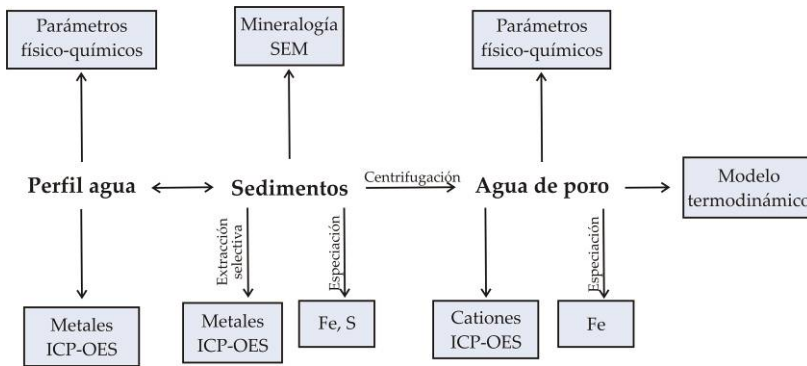 Parámetros
físico-químicos
Mineralogía
SEM
Parámetros
físico-químicos
Perfil agua
Sedimentos
Centrifugación
Agua de poro
Modelo
termodinámico
Extracción
selectiva
Especiación
Especiación
Metales
ICP-OES
Metales
ICP-OES
Fe, S
Cationes
ICP-OES
Fe